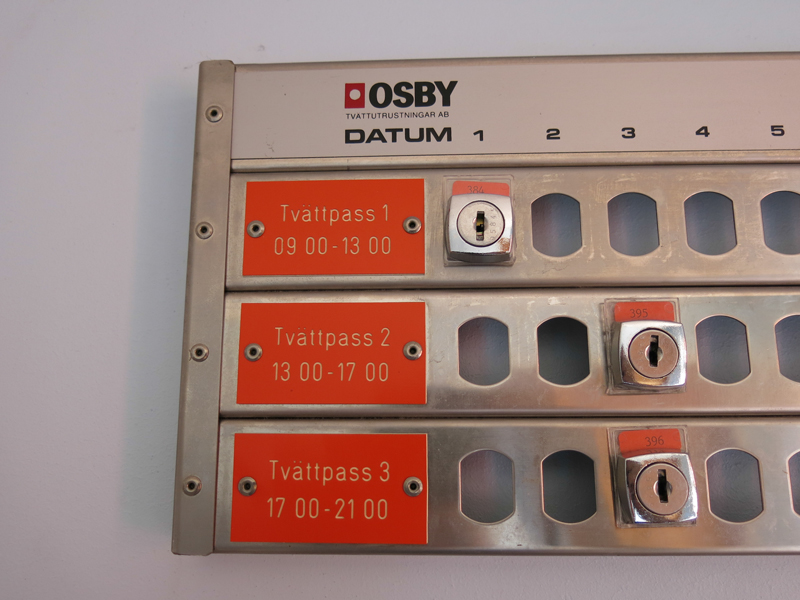 OSBY
TVÄTTUTRUSTNINGAR AB
DATUM 1 2 3 4 5
Tvättpass 1
09 00-13 00
384
Tvättpass 2
13 00-17 00
395
Tvättpass 3
17 00-21 00
396